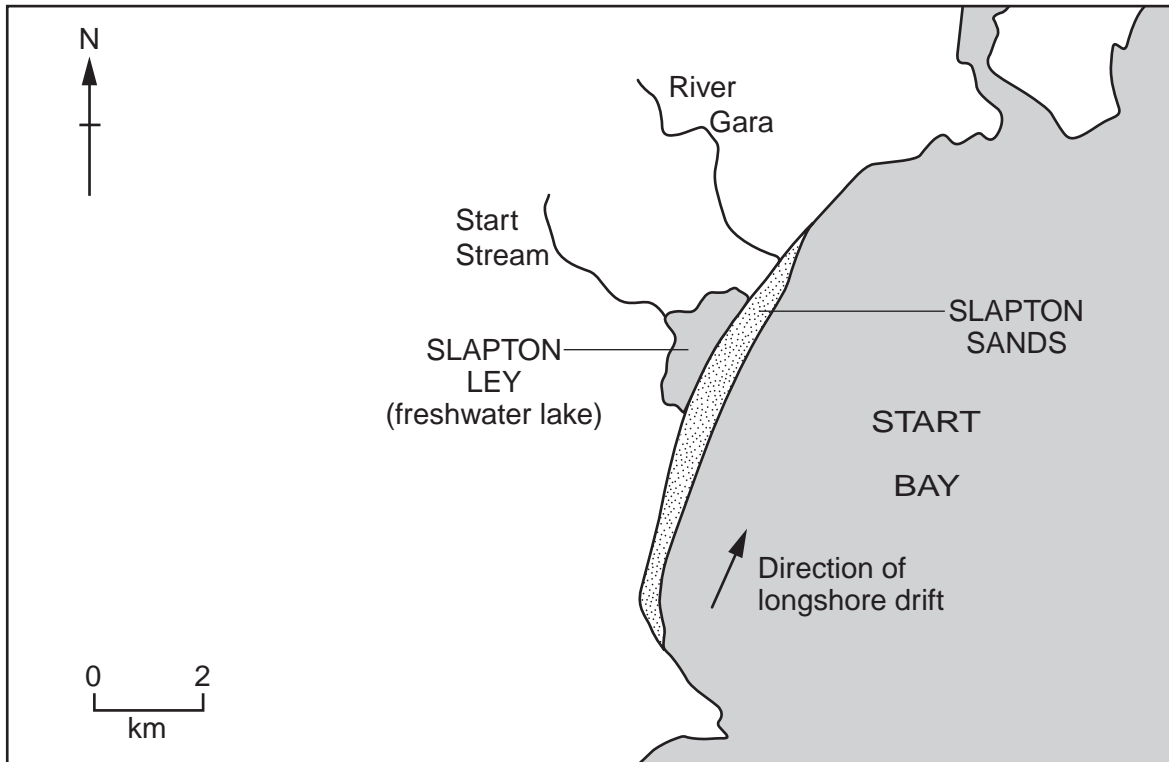 N
River
Gara
Start
Stream
SLAPTON
LEY
(freshwater lake)
SLAPTON
SANDS
START
BAY
Direction of
longshore drift
0 2
km